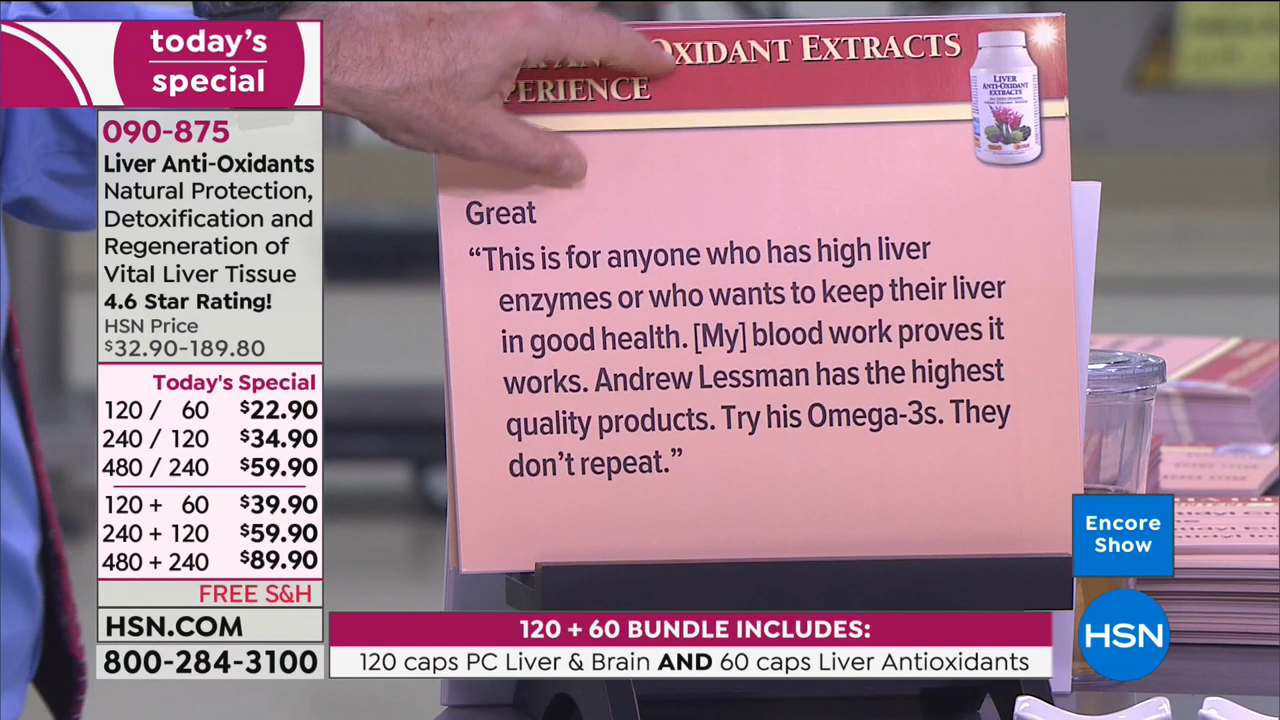 today's
special
090-875
Liver Anti-Oxidants
Natural Protection,
Detoxification and
Regeneration of
Vital Liver Tissue
4.6 Star Rating!
HSN Price
$32.90-189.80
Today's Special
120 / 60 $22.90
240 / 120 $34.90
480 / 240 $59.90
120 + 60 $39.90
240 + 120 $59.90
480 + 240 $89.90
FREE S&H
HSN.COM
800-284-3100
OXIDANT EXTRACTS
PERIENCE
LIVER
ANTI-OXIDANT
EXTRACTS
Great
“This is for anyone who has high liver
enzymes or who wants to keep their liver
in good health. [My] blood work proves it
works. Andrew Lessman has the highest
quality products. Try his Omega-3s. They
don’t repeat.”
Encore
Show
HSN
120 + 60 BUNDLE INCLUDES:
120 caps PC Liver & Brain AND 60 caps Liver Antioxidants